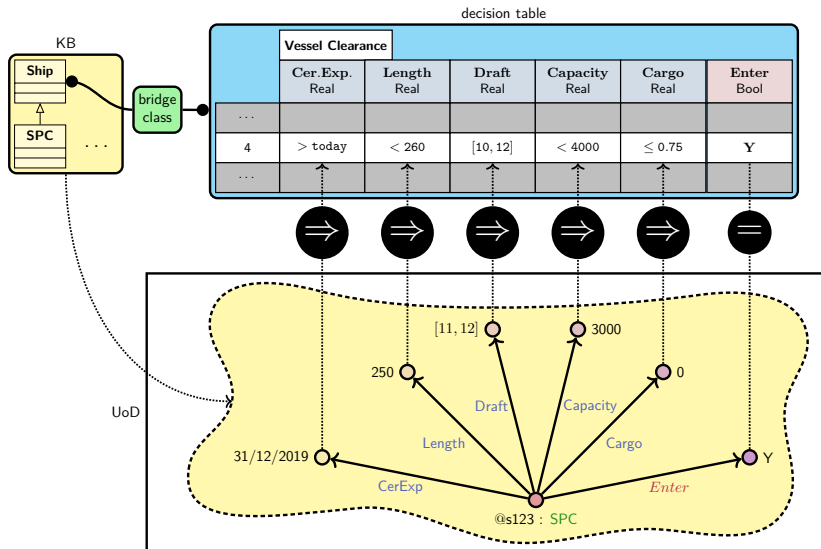 decision table
KB
Vessel Clearance
Ship
Cer.Exp. Length Draft Capacity Cargo Enter
Real Real Real Real Real Bool
bridge
class
. . .
SPC
. . .
4 > today < 260 [10, 12] < 4000 ≤ 0.75 Y
. . .
⇒ ⇒ ⇒ ⇒ ⇒ =
[11, 12] 3000
250 0
UoD
Draft Capacity
Length Cargo
31/12/2019 Y
CerExp Enter
@s123 : SPC